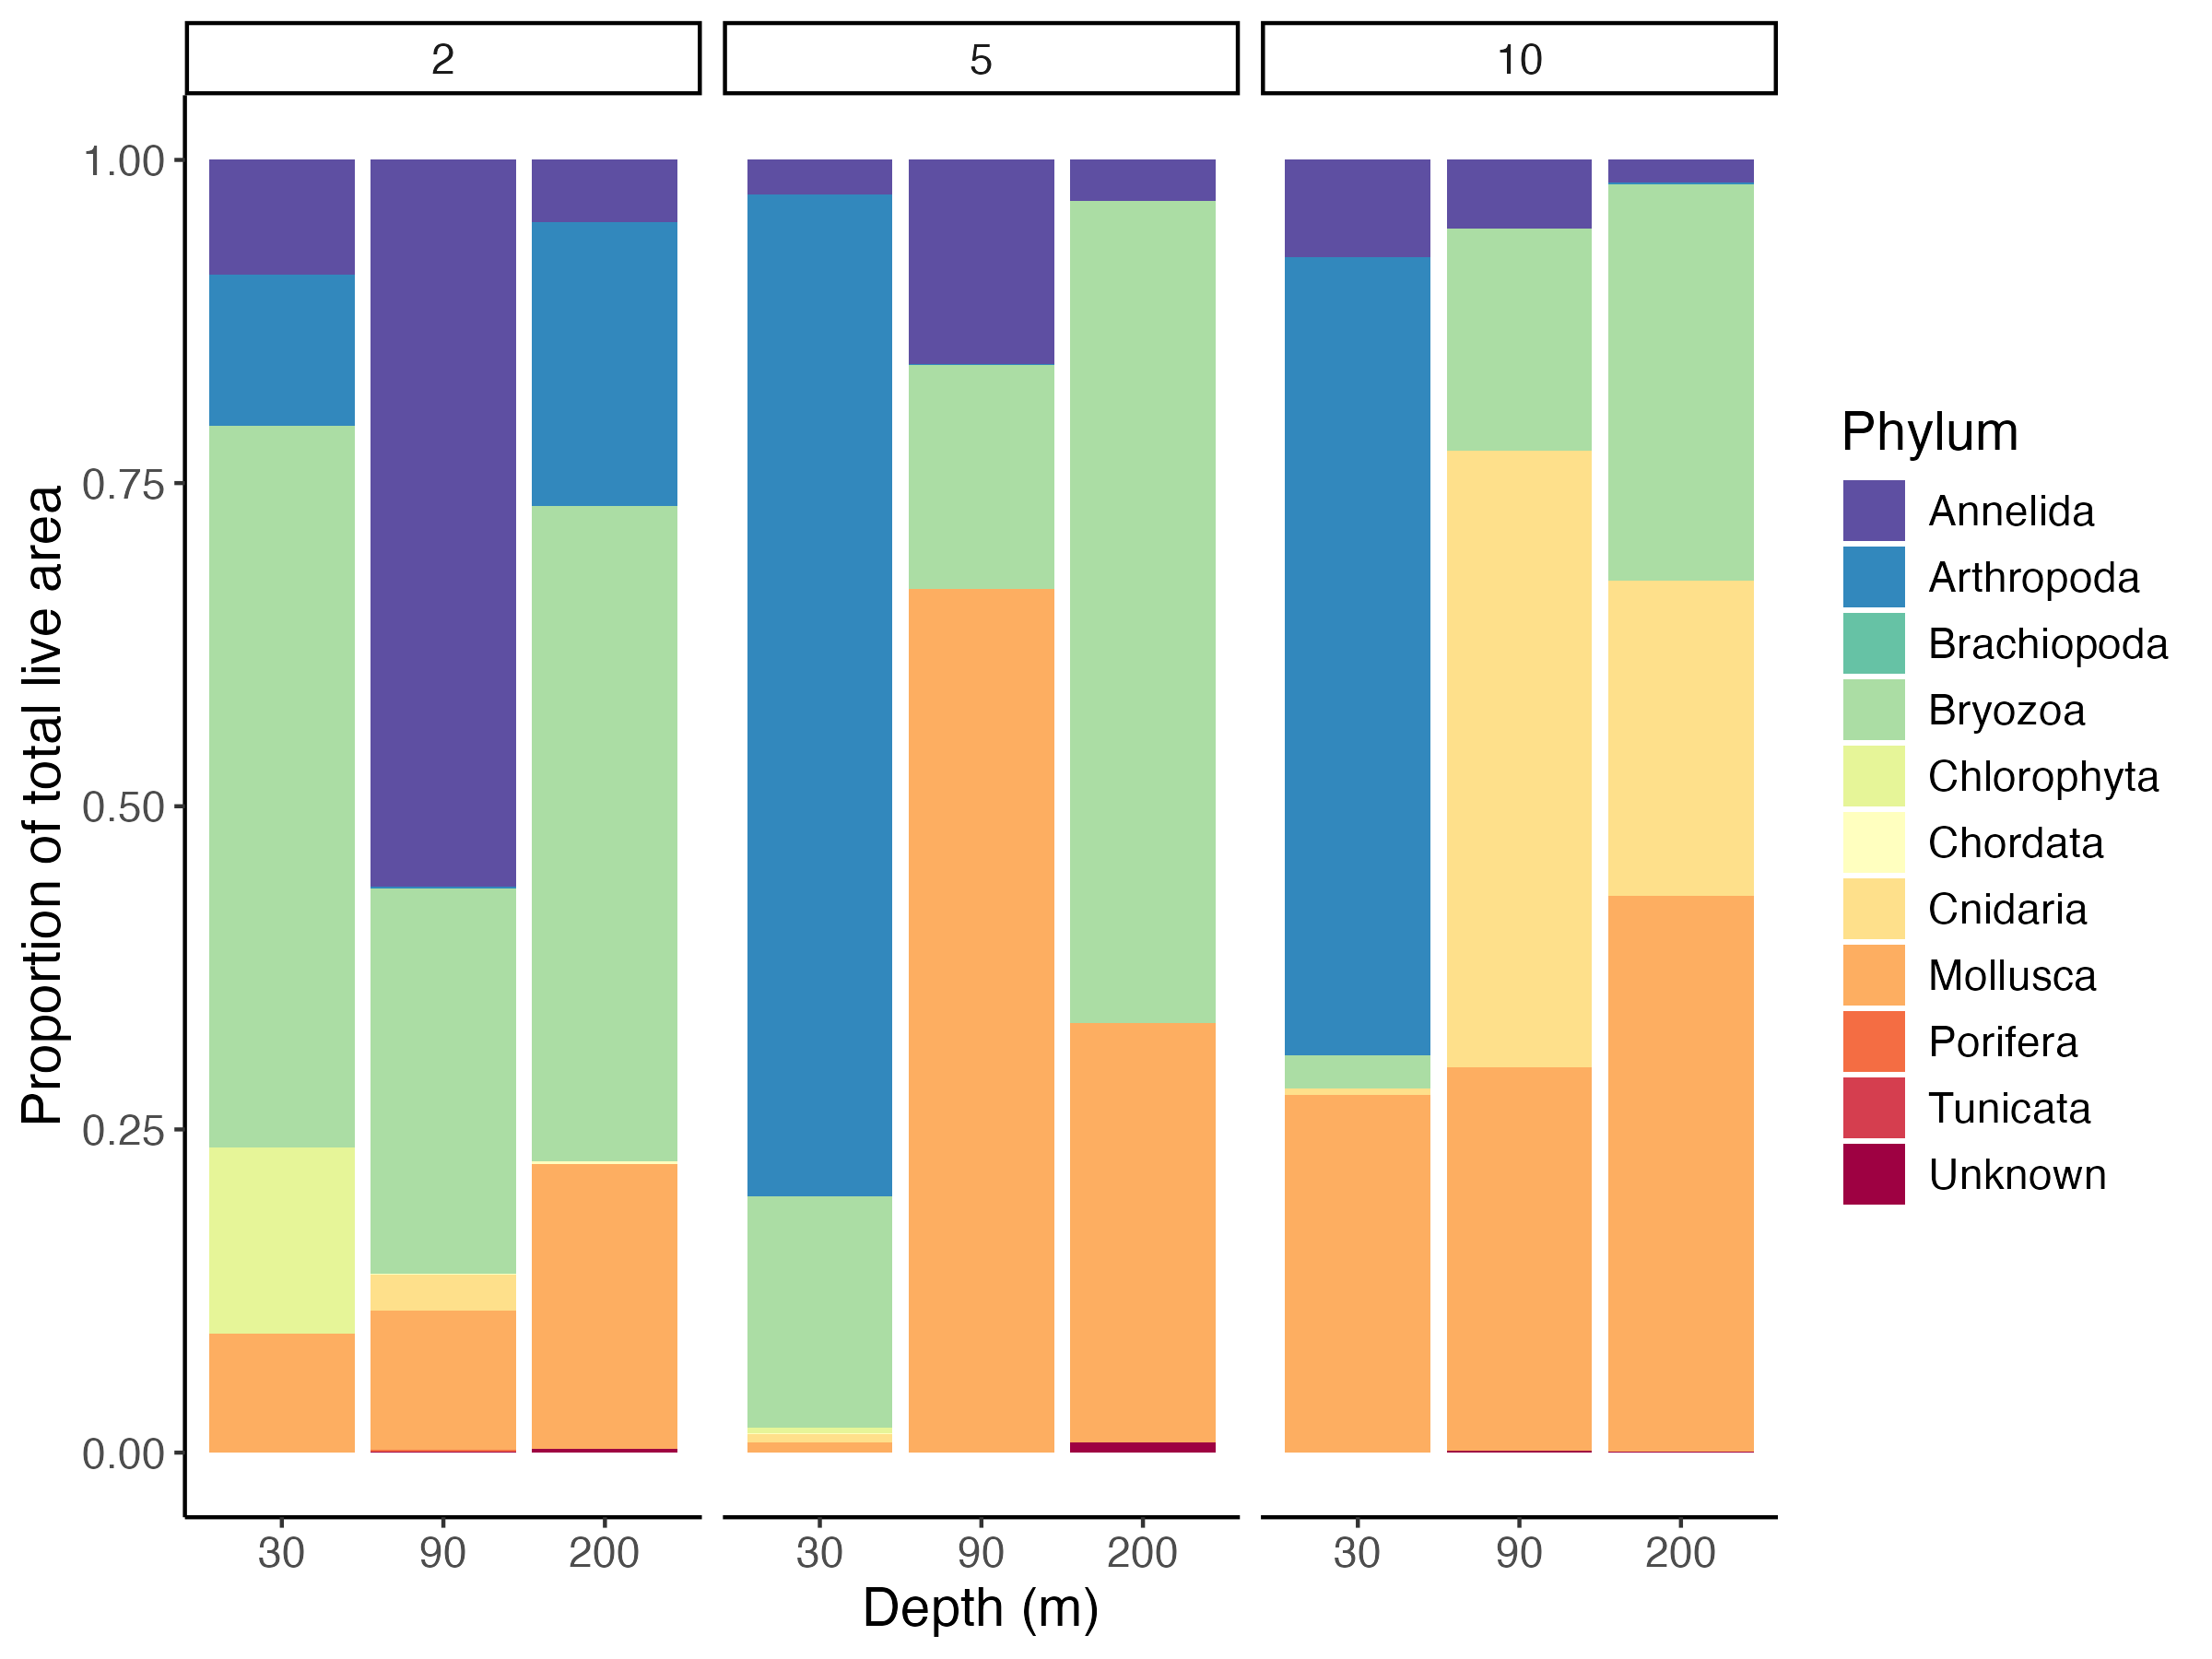 2
5
10
1.00
0.75
0.50
0.25
0.00
Proportion of total live area
30
90
200
30
90
200
30
90
200
Depth (m)
Phylum
Annelida
Arthropoda
Brachiopoda
Bryozoa
Chlorophyta
Chordata
Cnidaria
Mollusca
Porifera
Tunicata
Unknown